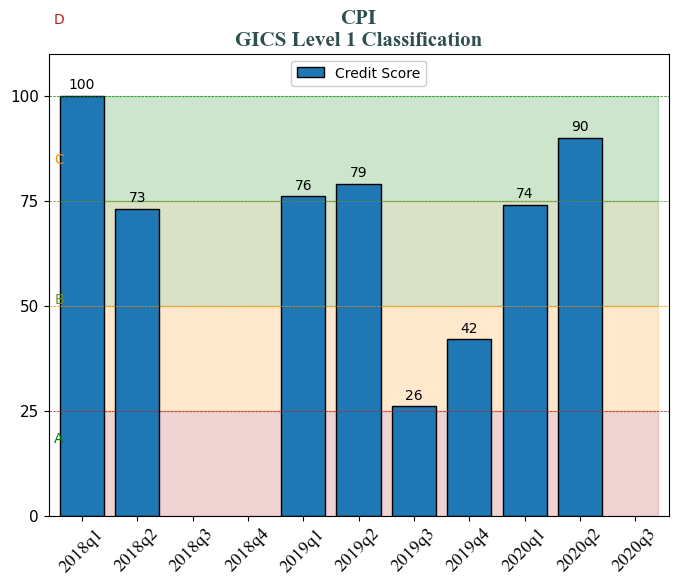 D
CPI
GICS Level 1 Classification
Credit Score
100
100
C
90
79
76
75
73
74
B
50
42
26
25
A
0
2018q1
2018q2
2018q3
2018q4
2019q1
2019q2
2019q3
2019q4
2020q1
2020q2
2020q3